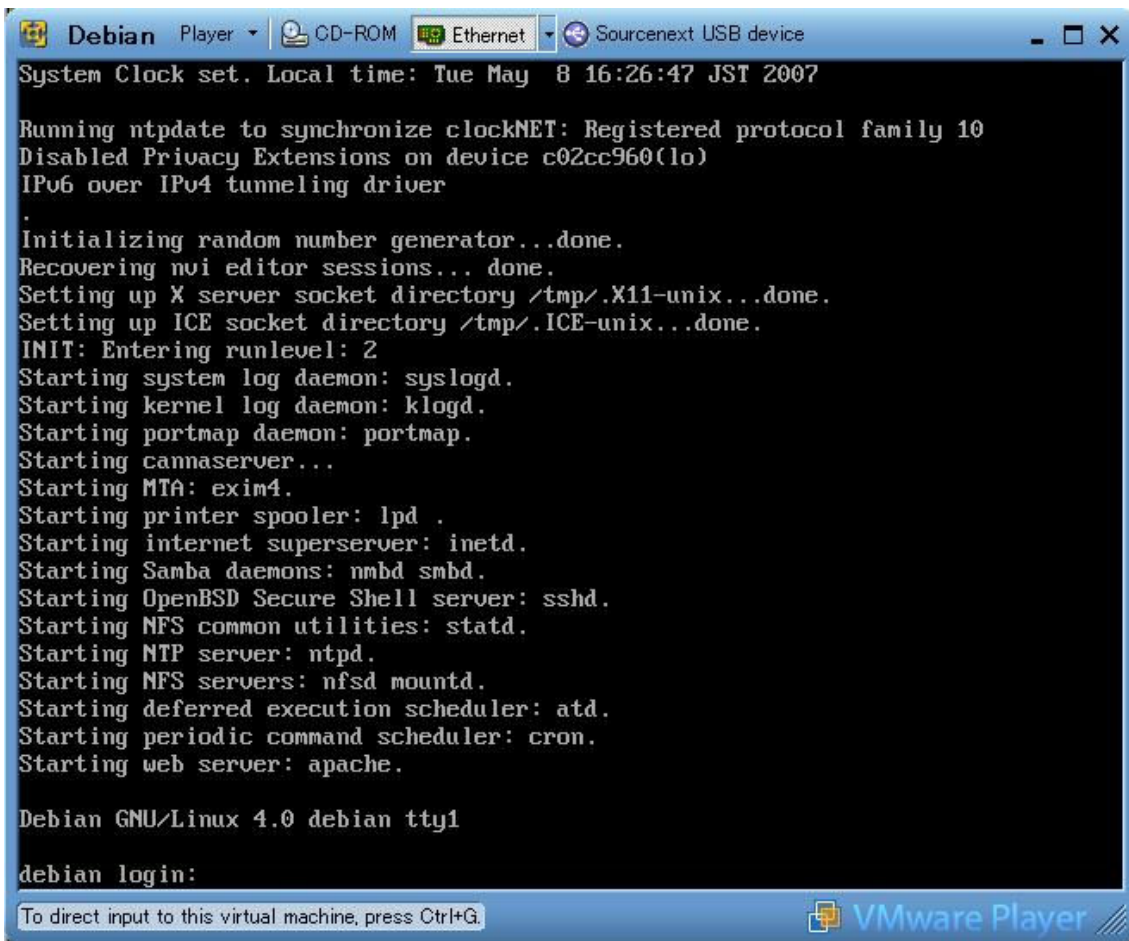 Debian Player CD-ROM Ethernet Sourcenext USB device
System Clock set. Local time: Tue May  8 16:26:47 JST 2007
Running ntpdate to synchronize clockNET: Registered protocol family 10
Disabled Privacy Extensions on device c02cc960(lo)
IPv6 over IPv4 tunneling driver
.
Initializing random number generator...done.
Recovering nvi editor sessions... done.
Setting up X server socket directory /tmp/.X11-unix...done.
Setting up ICE socket directory /tmp/.ICE-unix...done.
INIT: Entering runlevel: 2
Starting system log daemon: syslogd.
Starting kernel log daemon: klogd.
Starting portmap daemon: portmap.
Starting cannaserver...
Starting MTA: exim4.
Starting printer spooler: lpd .
Starting internet superserver: inetd.
Starting Samba daemons: nmbd smbd.
Starting OpenBSD Secure Shell server: sshd.
Starting NFS common utilities: statd.
Starting NTP server: ntpd.
Starting NFS servers: nfsd mountd.
Starting deferred execution scheduler: atd.
Starting periodic command scheduler: cron.
Starting web server: apache.
Debian GNU/Linux 4.0 debian tty1
debian login:
To direct input to this virtual machine, press Ctrl+G.
VMware Player